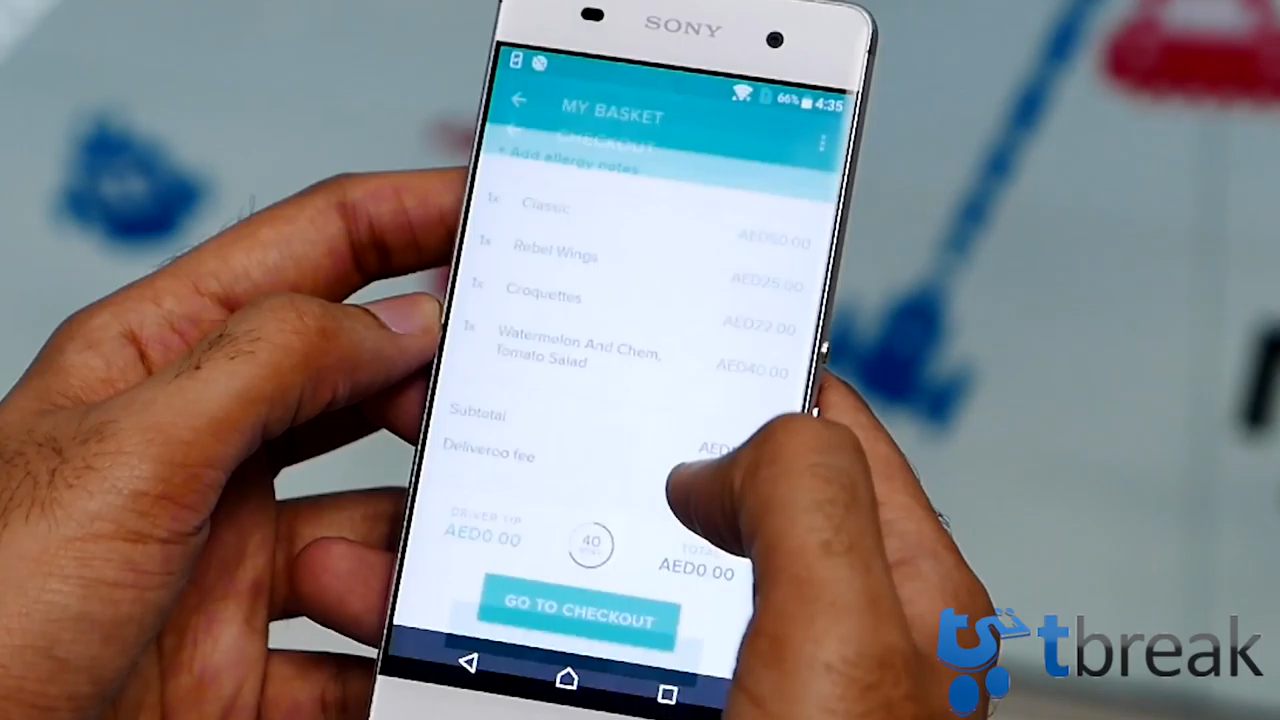 SONY
66% 4:35
MY BASKET
CHECKOUT
+ Add allergy notes
1x Classic
1x Rebel Wings AED25.00
1x Croquettes
1x Watermelon And Chem, AED40.00
Tomato Salad
Subtotal
Deliveroo fee
DRIVER TIP
AED0.00
40
TOTAL
AED0.00
GO TO CHECKOUT
tbreak